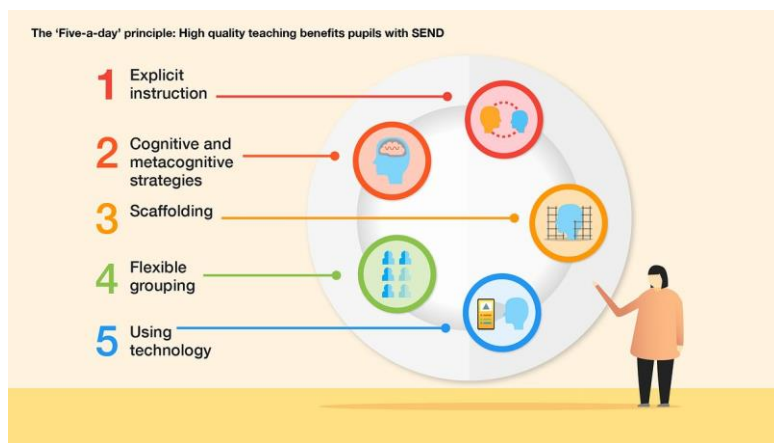 The ‘Five-a-day’ principle: High quality teaching benefits pupils with SEND
1 Explicit
instruction
2 Cognitive and
metacognitive
strategies
3 Scaffolding
4 Flexible
grouping
5 Using
technology